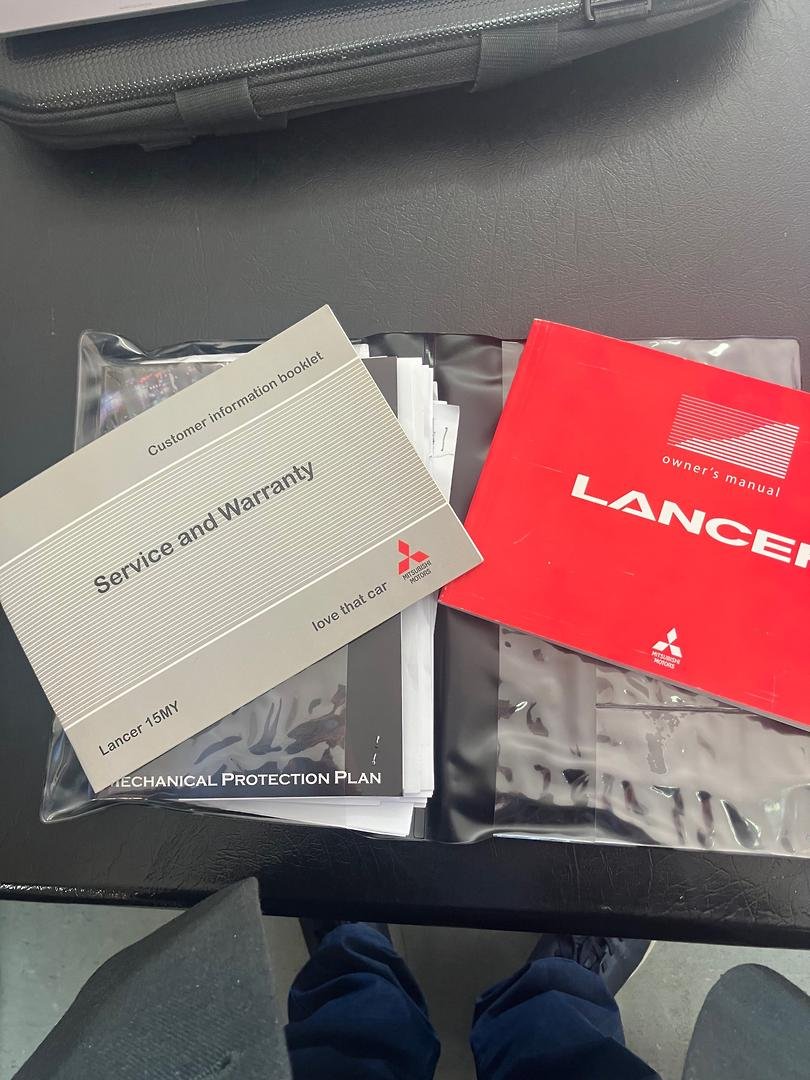 Customer information booklet
Service and Warranty
love that car
MITSUBISHI
MOTORS
Lancer 15MY
MECHANICAL PROTECTION PLAN
owner's manual
LANCER
MITSUBISHI
MOTORS